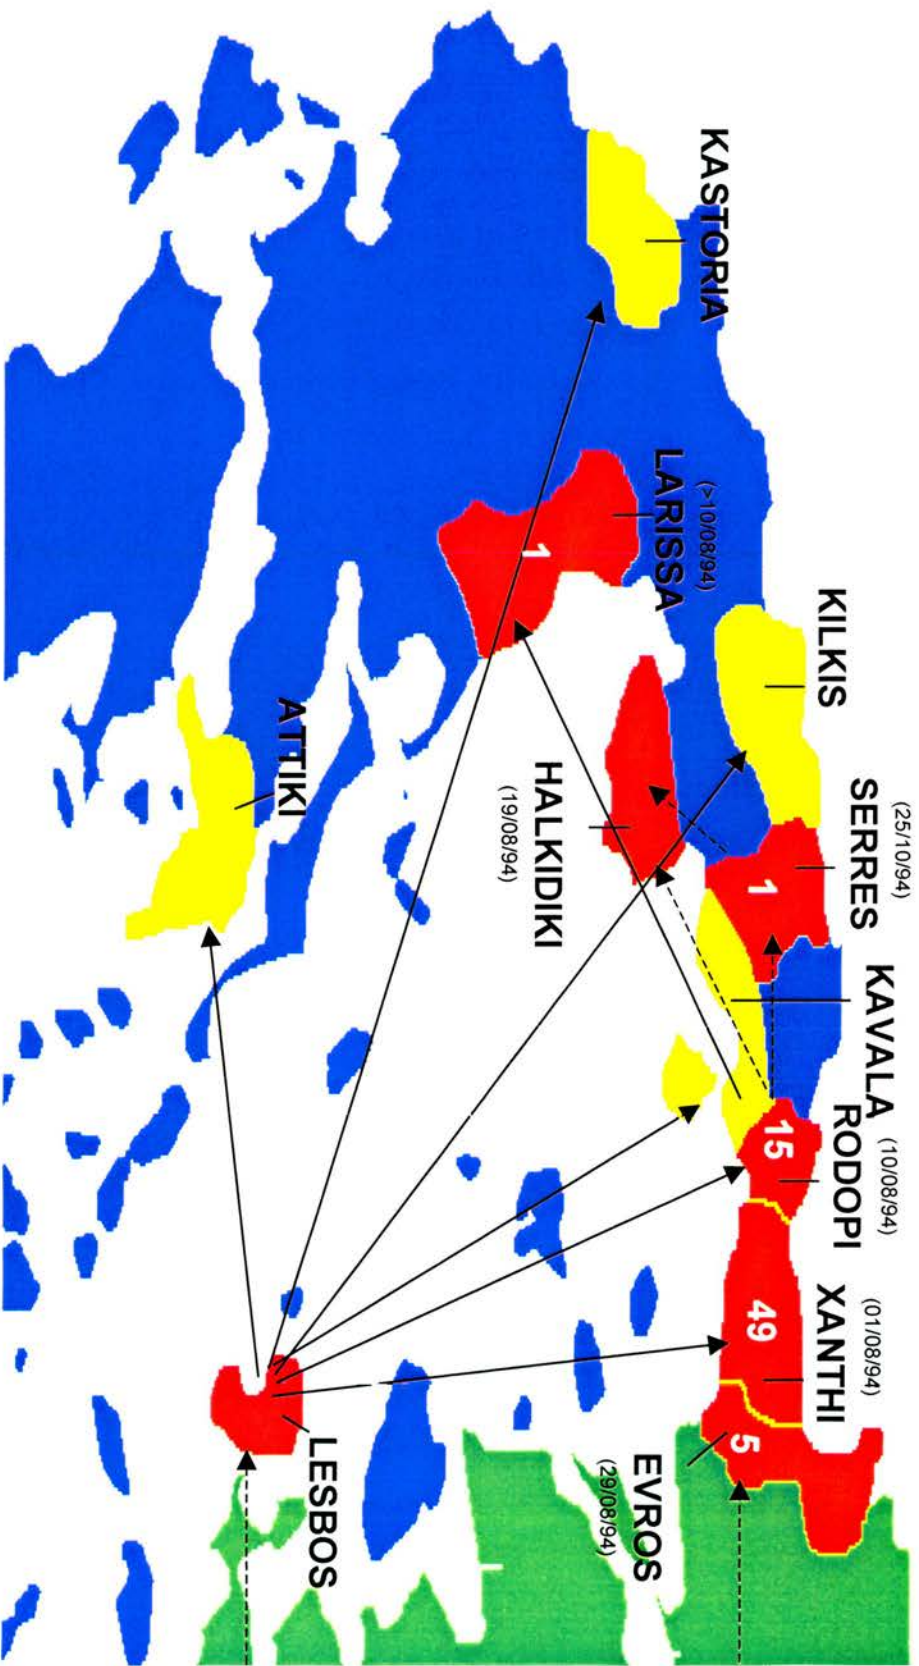 KASTORIA
(>10/08/94)
LARISSA
1
KILKIS
(25/10/94)
SERRES
1
HALKIDIKI
(19/08/94)
ATTIKI
KAVALA
(10/08/94)
RODOPI
15
(01/08/94)
XANTHI
49
5
EVROS
(29/08/94)
LESBOS